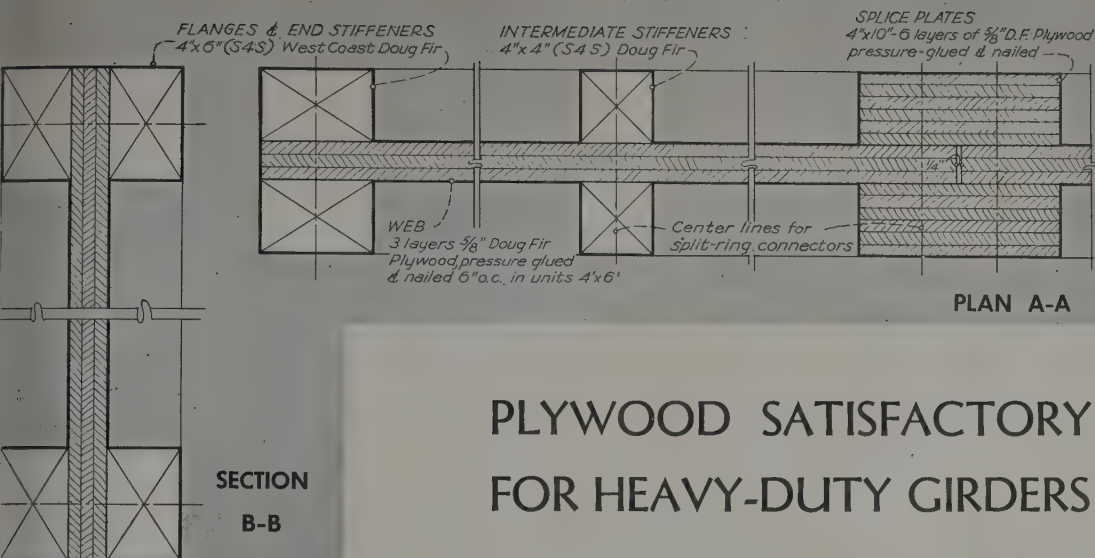 FLANGES & END STIFFENERS
4"x 6" (S4S) West Coast Doug Fir
INTERMEDIATE STIFFENERS :
4"x 4" (S4S) Doug Fir
SPLICE PLATES
4"x10"-6 layers of 5/8" D.F. Plywood
pressure-glued & nailed
1/4"
WEB
3 layers 5/8" Doug Fir
Plywood, pressure glued
& nailed 6" o.c. in units 4'x6'
Center lines for
split-ring connectors
PLAN A-A
SECTION
B-B
PLYWOOD SATISFACTORY
FOR HEAVY-DUTY GIRDERS